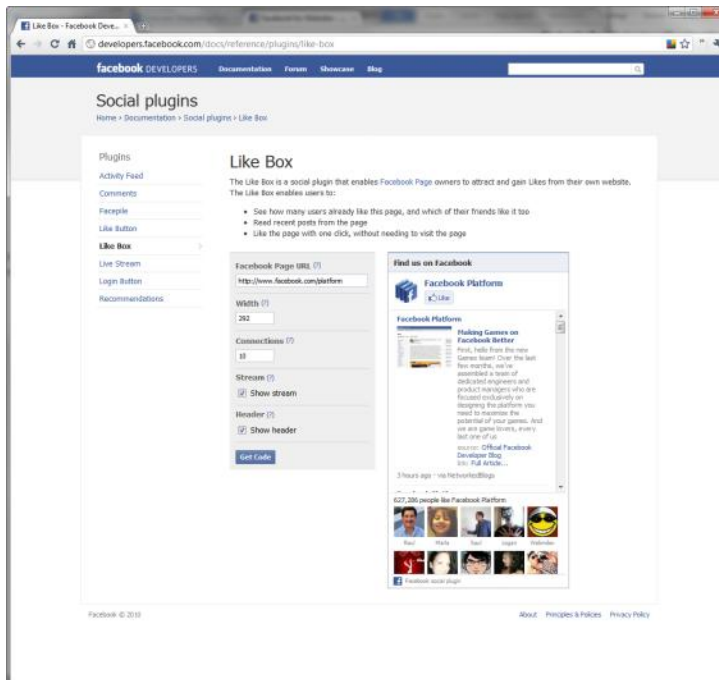 Like Box - Facebook Deve...
developers.facebook.com/docs/reference/plugins/like-box
facebook DEVELOPERS Documentation Forum Showcase Blog
Social plugins
Home › Documentation › Social plugins › Like Box
Plugins
Activity Feed
Comments
Facepile
Like Button
Like Box
Live Stream
Login Button
Recommendations
Like Box
The Like Box is a social plugin that enables Facebook Page owners to attract and gain Likes from their own website.
The Like Box enables users to:
See how many users already like this page, and which of their friends like it too
Read recent posts from the page
Like the page with one click, without needing to visit the page
Facebook Page URL (?)
http://www.facebook.com/platform
Width (?)
292
Connections (?)
10
Stream (?)
Show stream
Header (?)
Show header
Get Code
Find us on Facebook
Facebook Platform
Like
Facebook Platform
Making Games on
Facebook Better
First, hello from the new
Games team! Over the last
few months, we've
assembled a team of
dedicated engineers and
product managers who are
focused exclusively on
designing the platform you
need to maximize the
potential of your games. And
we are game lovers, every
last one of us
source: Official Facebook
Developer Blog
link: Full Article...
3 hours ago · via NetworkedBlogs
627,286 people like Facebook Platform
Raul Saul Logan
Facebook social plugin
Facebook © 2010
About Principles & Policies Privacy Policy